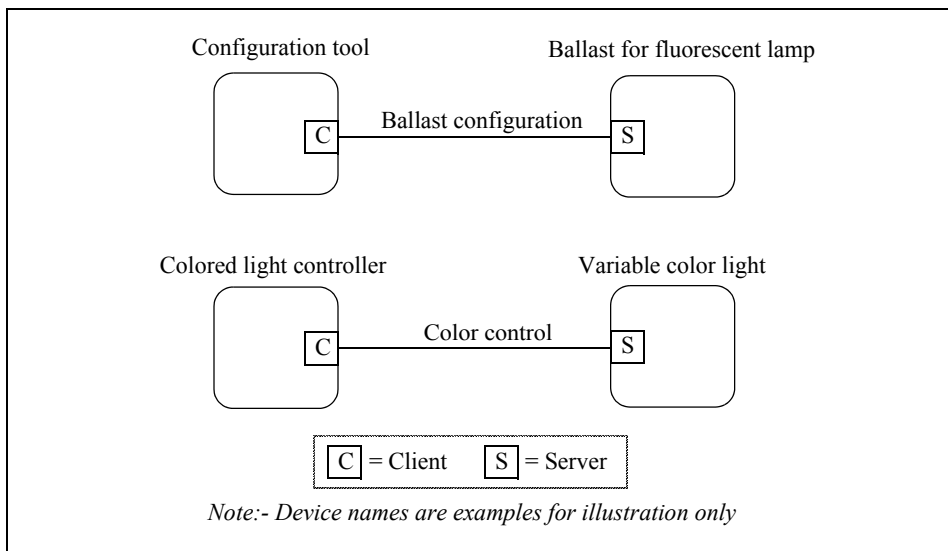 Configuration tool
Ballast for fluorescent lamp
C
Ballast configuration
S
Colored light controller
Variable color light
C
Color control
S
C = Client S = Server
Note:- Device names are examples for illustration only